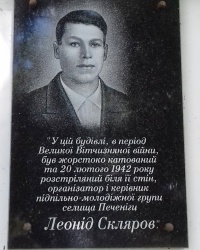 "У цій будівлі, в період
Великої Вітчизняної війни,
був жорстоко катований
та 20 лютого 1942 року
розстріляний біля її стін,
організатор і керівник
підпільно-молодіжної групи
селища Печеніги
Леонід Скляров"